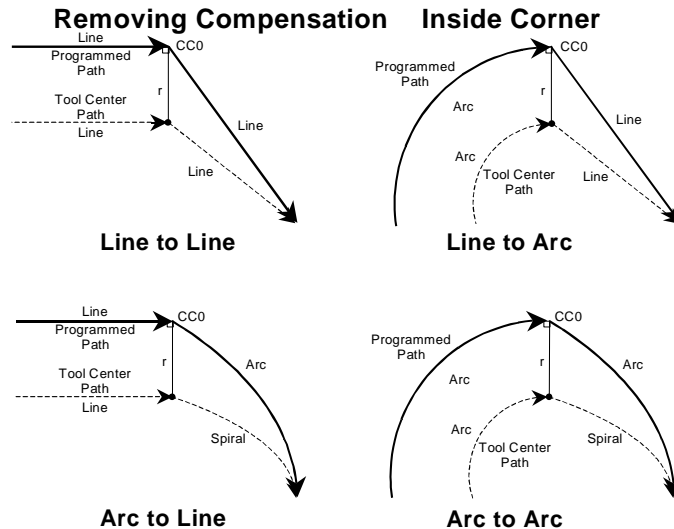 Removing Compensation Inside Corner
Line
CC0
Programmed
Path
Tool Center
Path
r
Line
Line
Line
Line to Line
CC0
Programmed
Path
Arc
r
Line
Arc
Tool Center
Path
Line
Line to Arc
Line
CC0
Programmed
Path
Tool Center
Path
r
Arc
Line
Spiral
Arc to Line
CC0
Programmed
Path
Arc
r
Arc
Arc
Tool Center
Path
Spiral
Arc to Arc